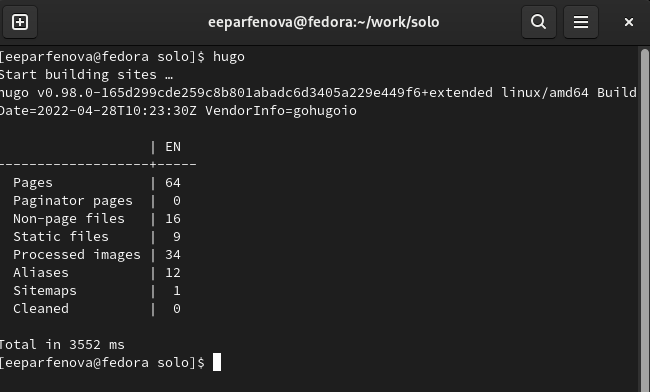 eeparfenova@fedora:~/work/solo
[eeparfenova@fedora solo]$ hugo
Start building sites …
hugo v0.98.0-165d299cde259c8b801abadc6d3405a229e449f6+extended linux/amd64 Build
Date=2022-04-28T10:23:30Z VendorInfo=gohugoio
                   | EN
-------------------+-----
  Pages            | 64
  Paginator pages  |  0
  Non-page files   | 16
  Static files     |  9
  Processed images | 34
  Aliases          | 12
  Sitemaps         |  1
  Cleaned          |  0
Total in 3552 ms
[eeparfenova@fedora solo]$